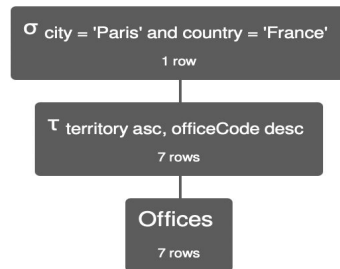 σ city = 'Paris' and country = 'France'
1 row
τ territory asc, officeCode desc
7 rows
Offices
7 rows